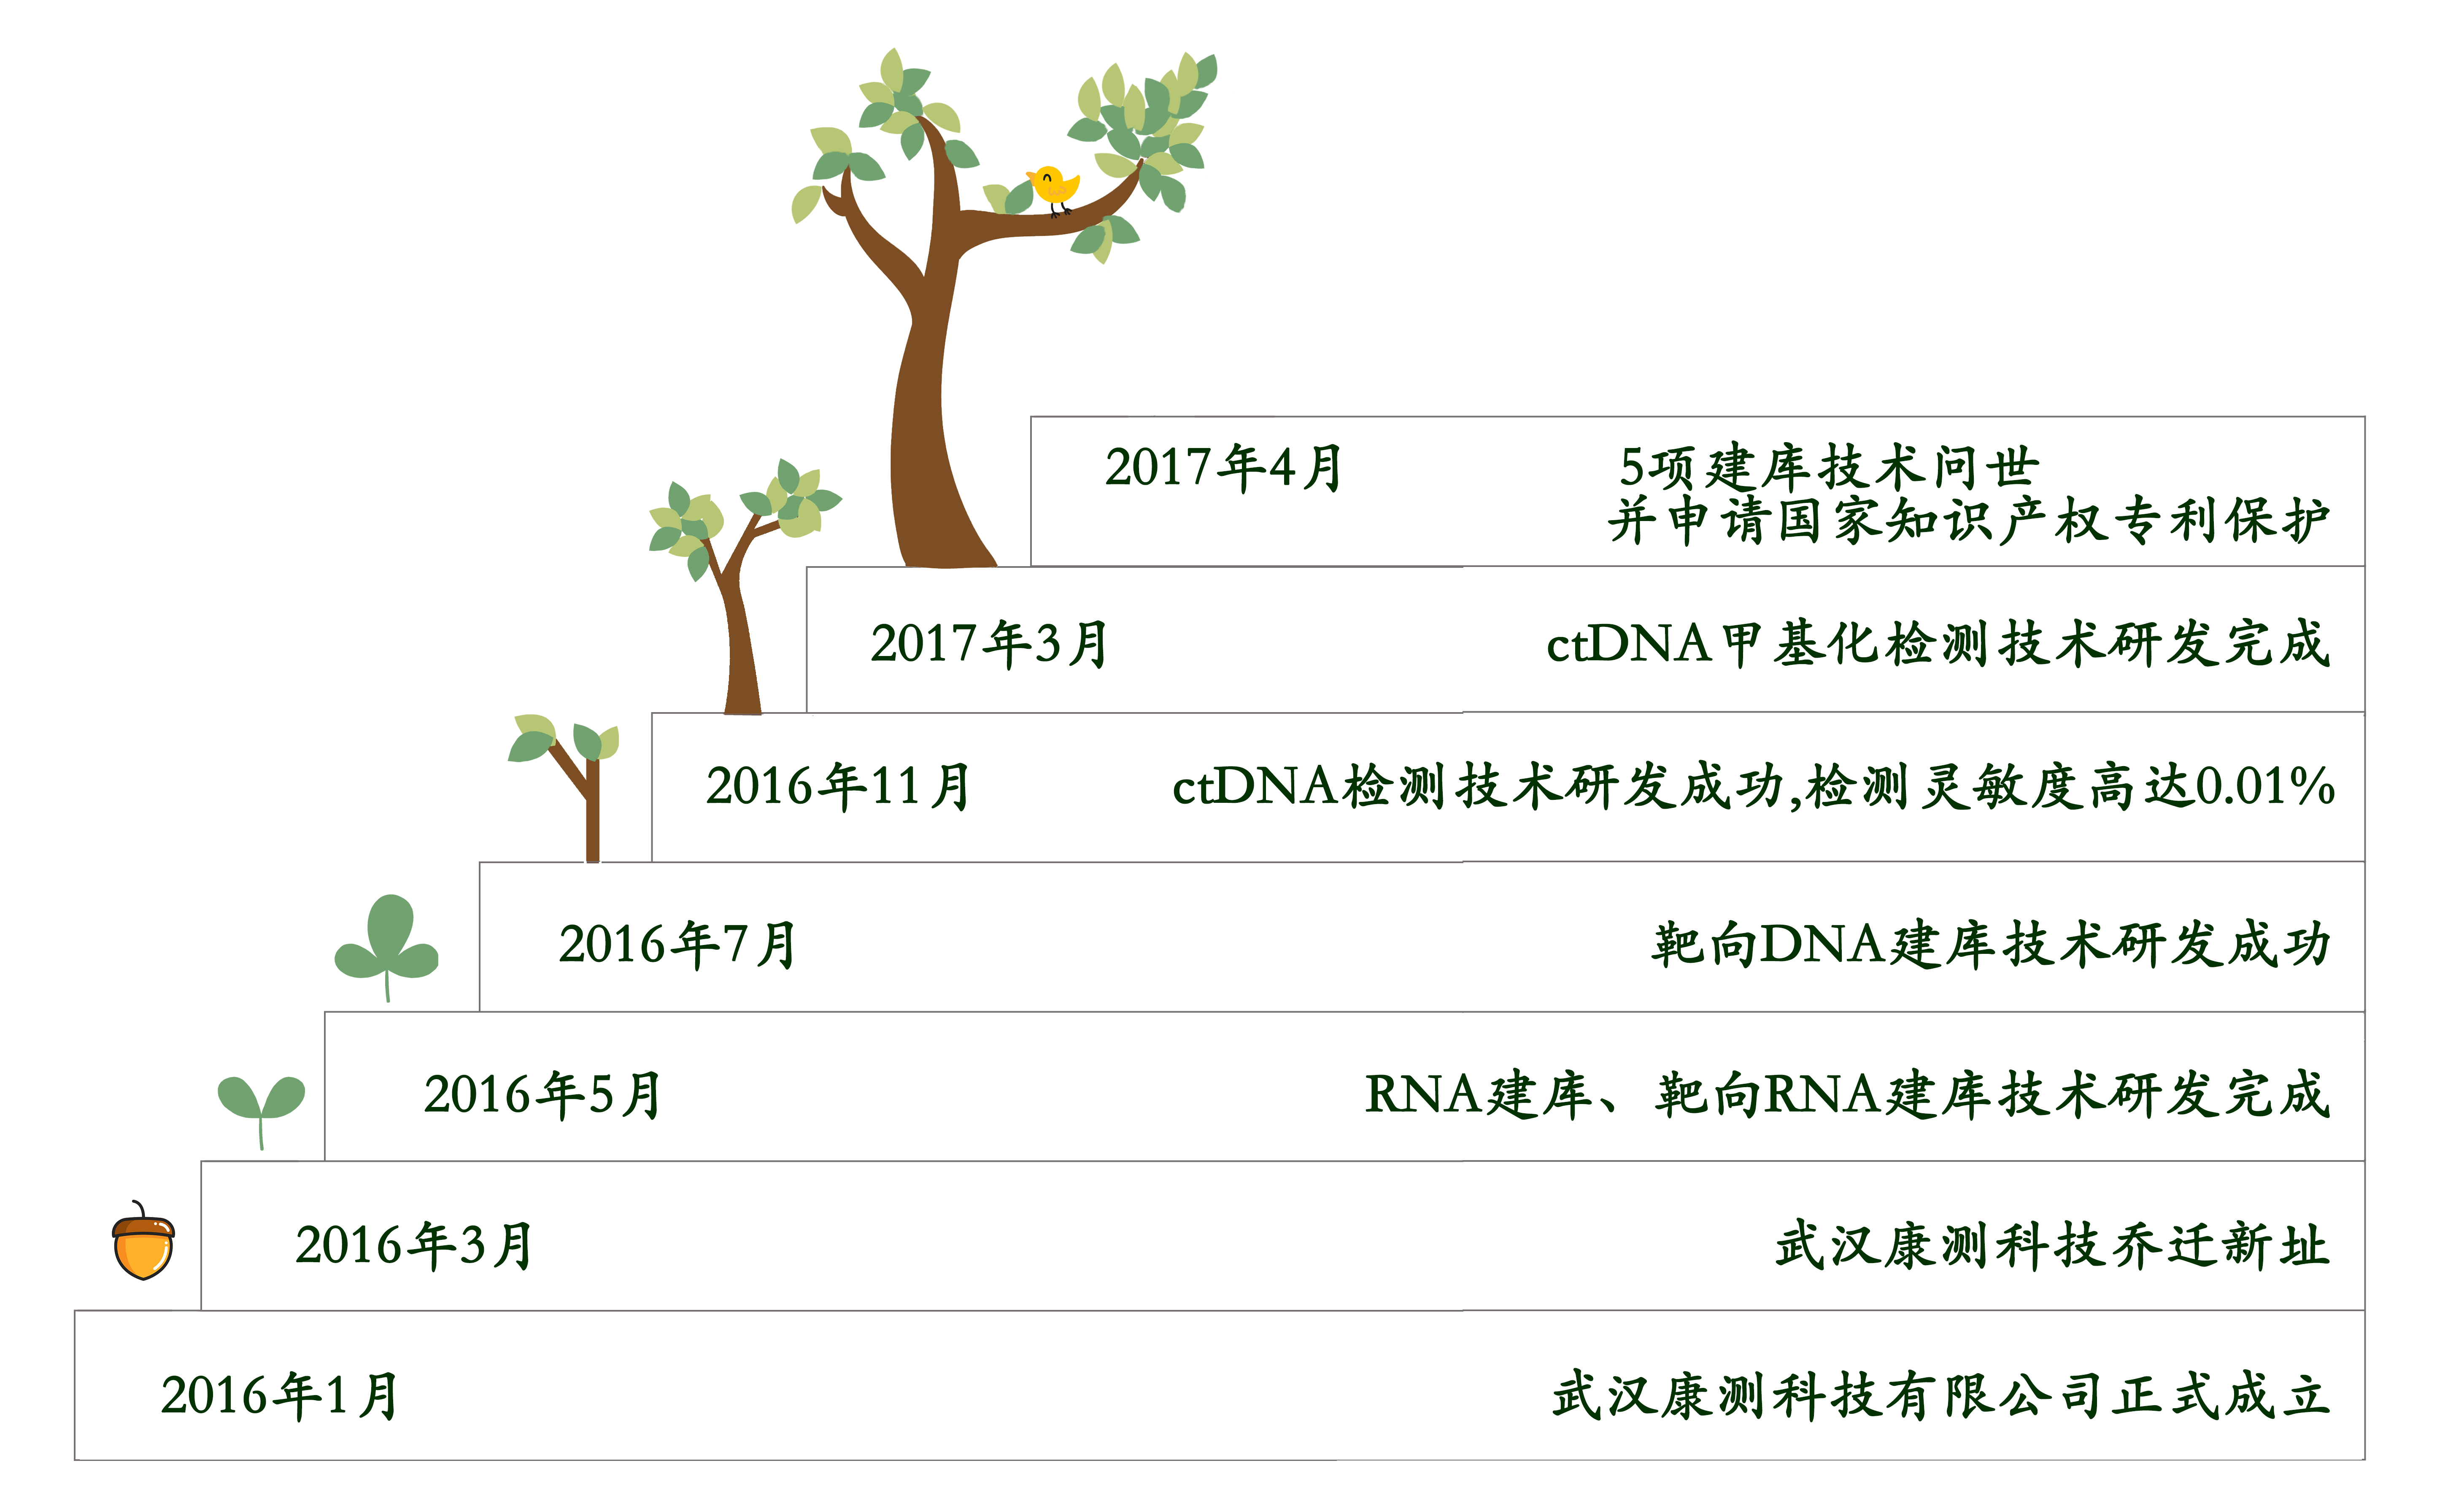 2017年4月 5项建库技术问世
并申请国家知识产权专利保护
2017年3月 ctDNA甲基化检测技术研发完成
2016年11月 ctDNA检测技术研发成功,检测灵敏度高达0.01%
2016年7月 靶向DNA建库技术研发成功
2016年5月 RNA建库、靶向RNA建库技术研发完成
2016年3月 武汉康测科技乔迁新址
2016年1月 武汉康测科技有限公司正式成立